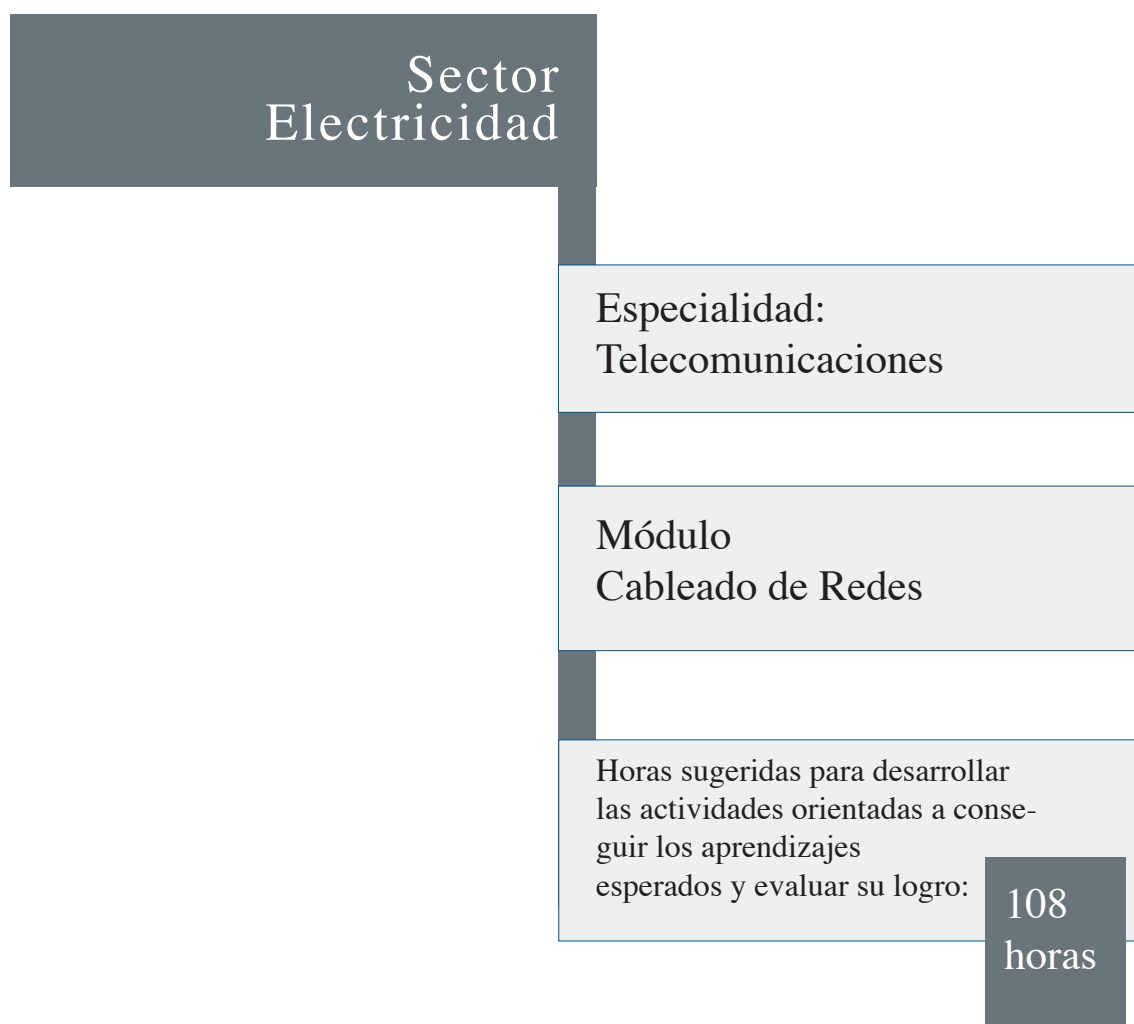 Sector
Electricidad
Especialidad:
Telecomunicaciones
Módulo
Cableado de Redes
Horas sugeridas para desarrollar
las actividades orientadas a conse-
guir los aprendizajes
esperados y evaluar su logro:
108
horas